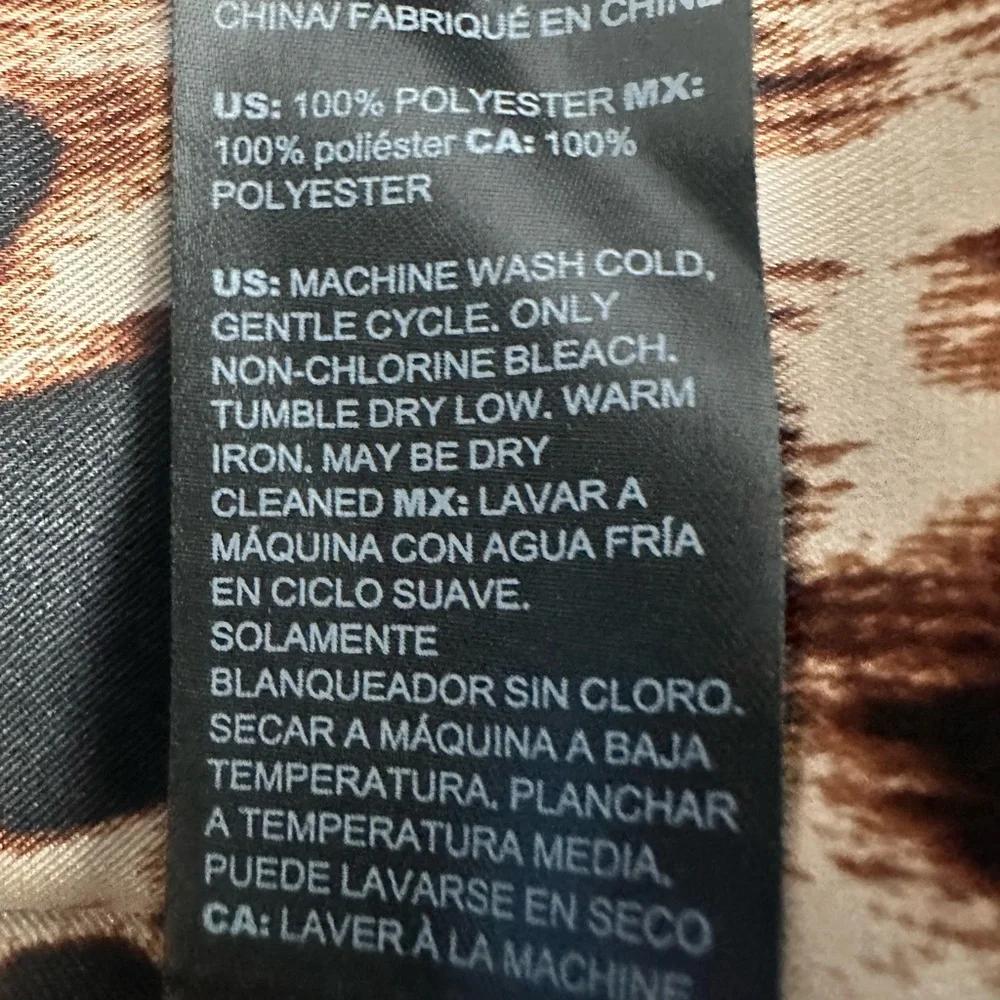 CHINA/ FABRIQUÉ EN CHINE
US: 100% POLYESTER MX:
100% poliéster CA: 100%
POLYESTER
US: MACHINE WASH COLD,
GENTLE CYCLE. ONLY
NON-CHLORINE BLEACH.
TUMBLE DRY LOW. WARM
IRON. MAY BE DRY
CLEANED MX: LAVAR A
MÁQUINA CON AGUA FRÍA
EN CICLO SUAVE.
SOLAMENTE
BLANQUEADOR SIN CLORO.
SECAR A MÁQUINA A BAJA
TEMPERATURA. PLANCHAR
A TEMPERATURA MEDIA.
PUEDE LAVARSE EN SECO
CA: LAVER À LA MACHINE